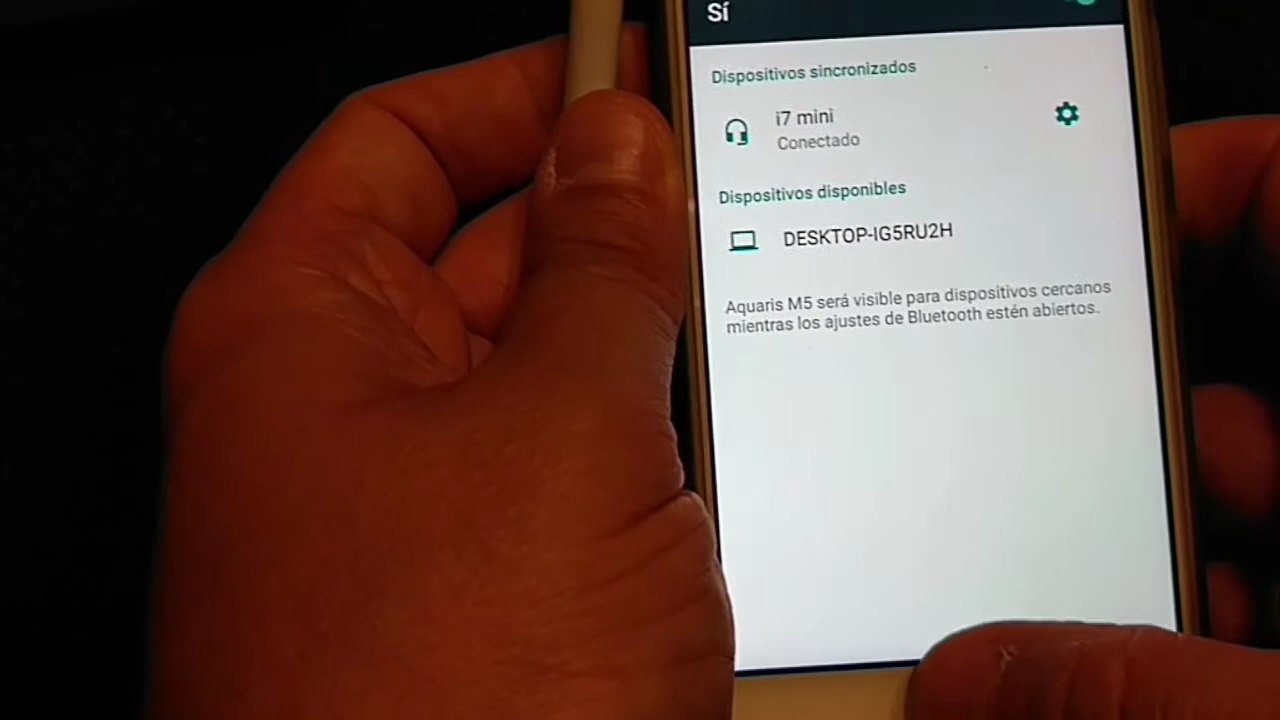 Sí
Dispositivos sincronizados
i7 mini
Conectado
Dispositivos disponibles
DESKTOP-IG5RU2H
Aquaris M5 será visible para dispositivos cercanos
mientras los ajustes de Bluetooth estén abiertos.